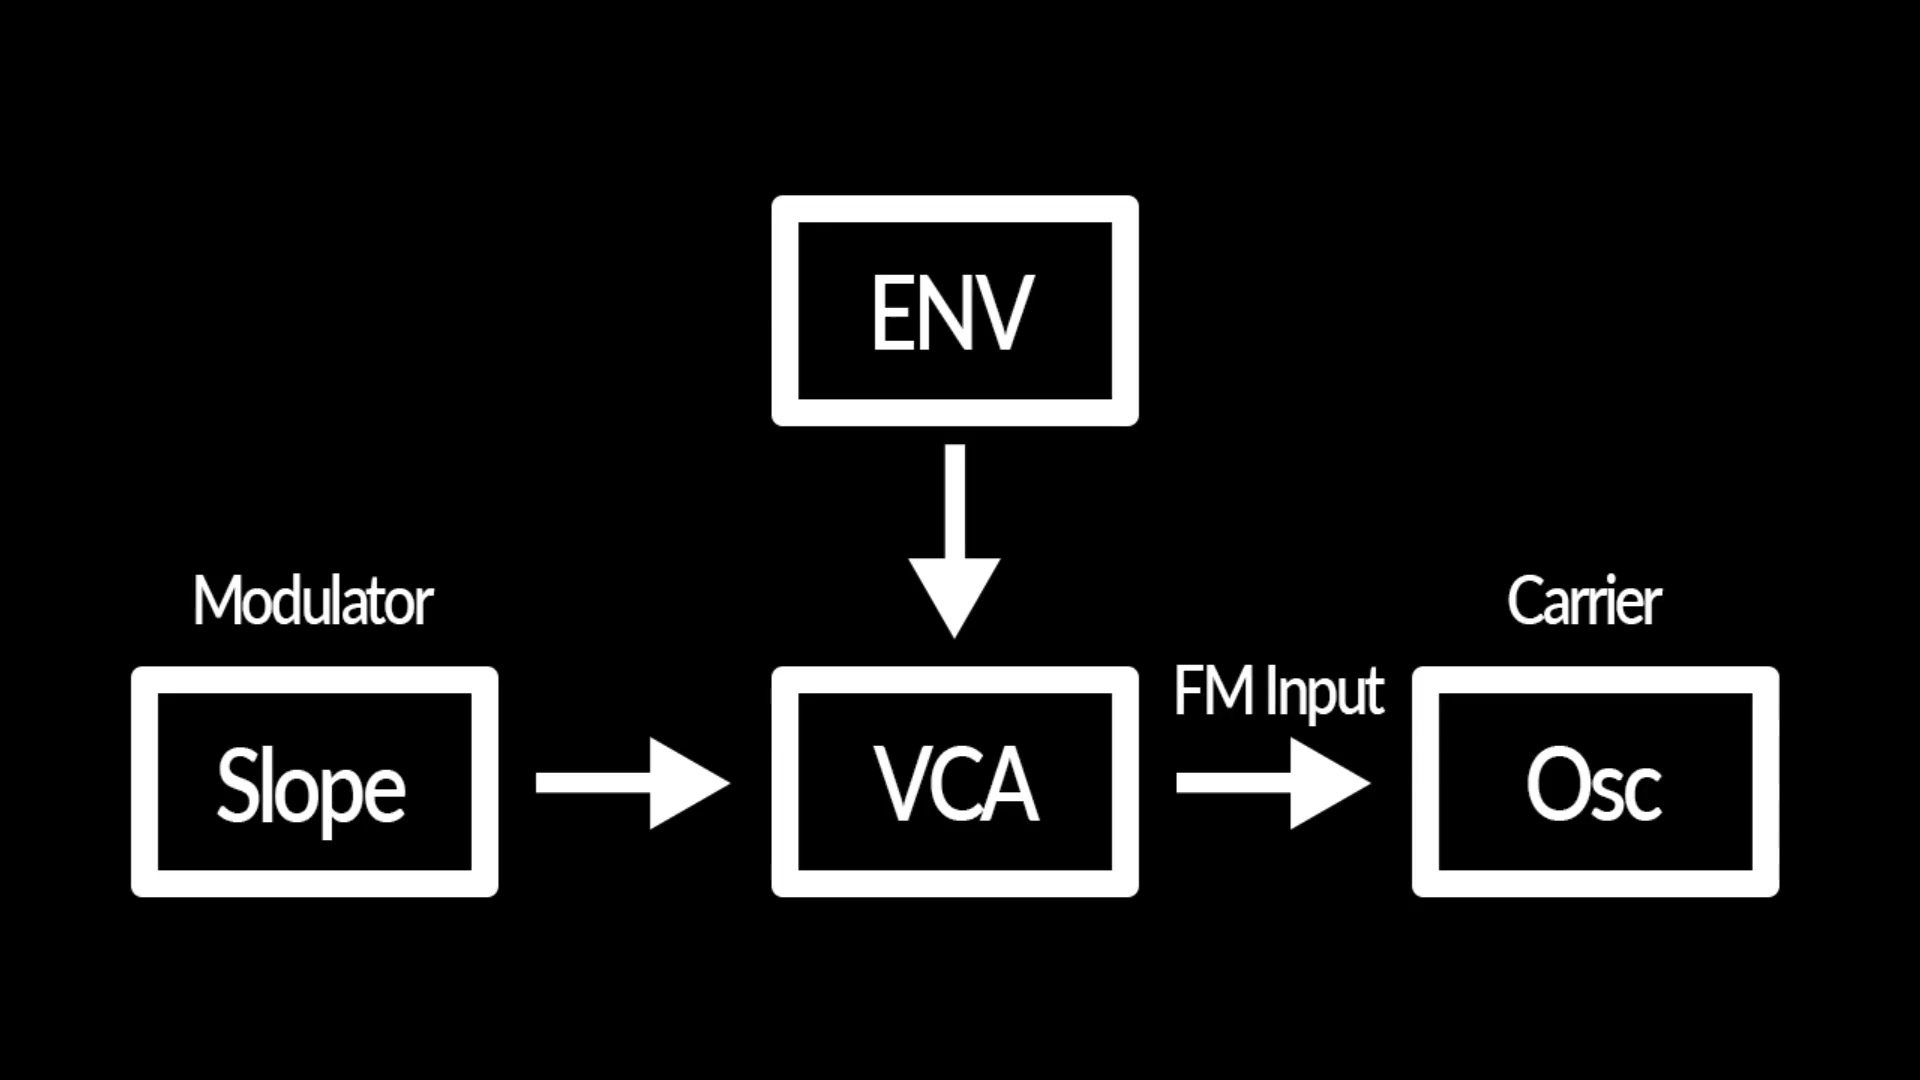 ENV
Modulator
Carrier
FM Input
Slope
VCA
Osc